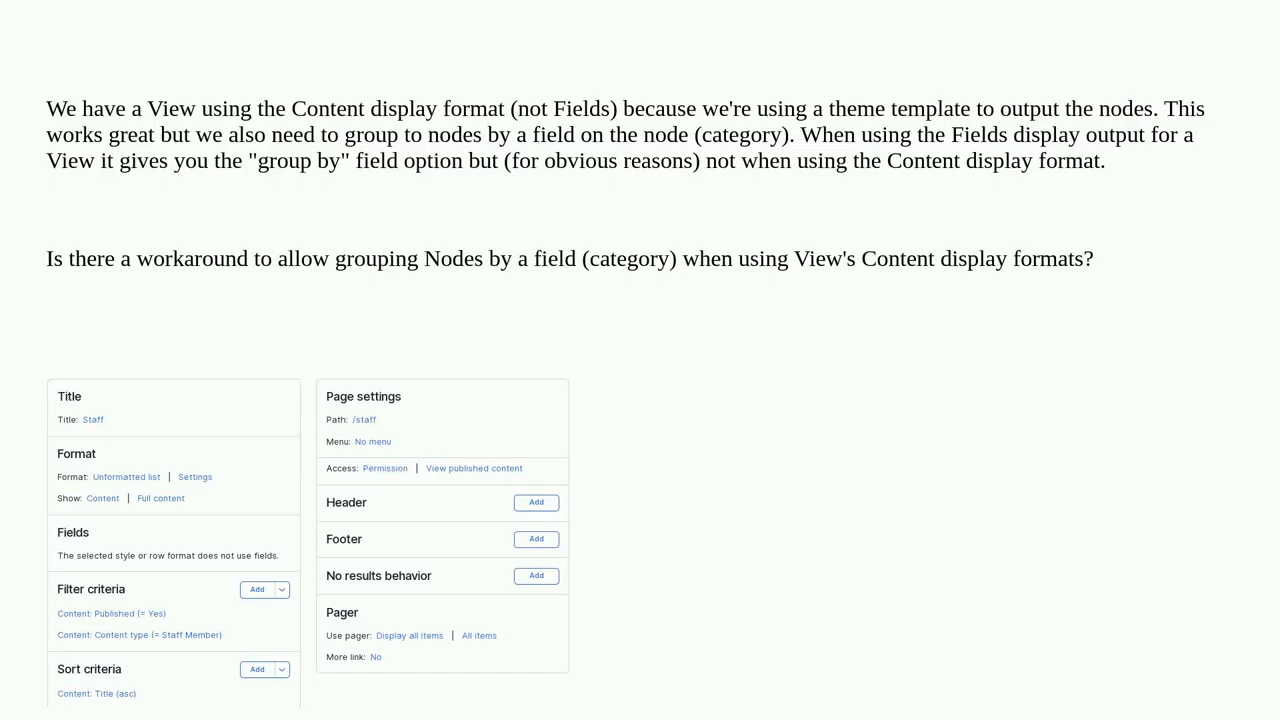 We have a View using the Content display format (not Fields) because we're using a theme template to output the nodes. This
works great but we also need to group to nodes by a field on the node (category). When using the Fields display output for a
View it gives you the "group by" field option but (for obvious reasons) not when using the Content display format.
Is there a workaround to allow grouping Nodes by a field (category) when using View's Content display formats?
Title
Title: Staff
Format
Format: Unformatted list | Settings
Show: Content | Full content
Fields
The selected style or row format does not use fields.
Filter criteria Add
Content: Published (= Yes)
Content: Content type (= Staff Member)
Sort criteria Add
Content: Title (asc)
Page settings
Path: /staff
Menu: No menu
Access: Permission | View published content
Header Add
Footer Add
No results behavior Add
Pager
Use pager: Display all items | All items
More link: No